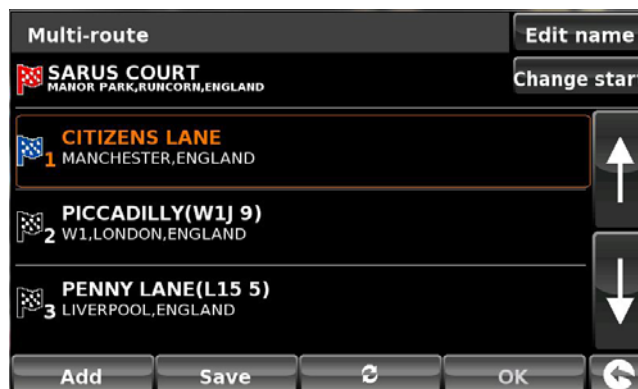 Multi-route
Edit name
SARUS COURT
MANOR PARK,RUNCORN,ENGLAND
Change start
CITIZENS LANE
1 MANCHESTER,ENGLAND
PICCADILLY(W1J 9)
2 W1,LONDON,ENGLAND
PENNY LANE(L15 5)
3 LIVERPOOL,ENGLAND
Add Save OK